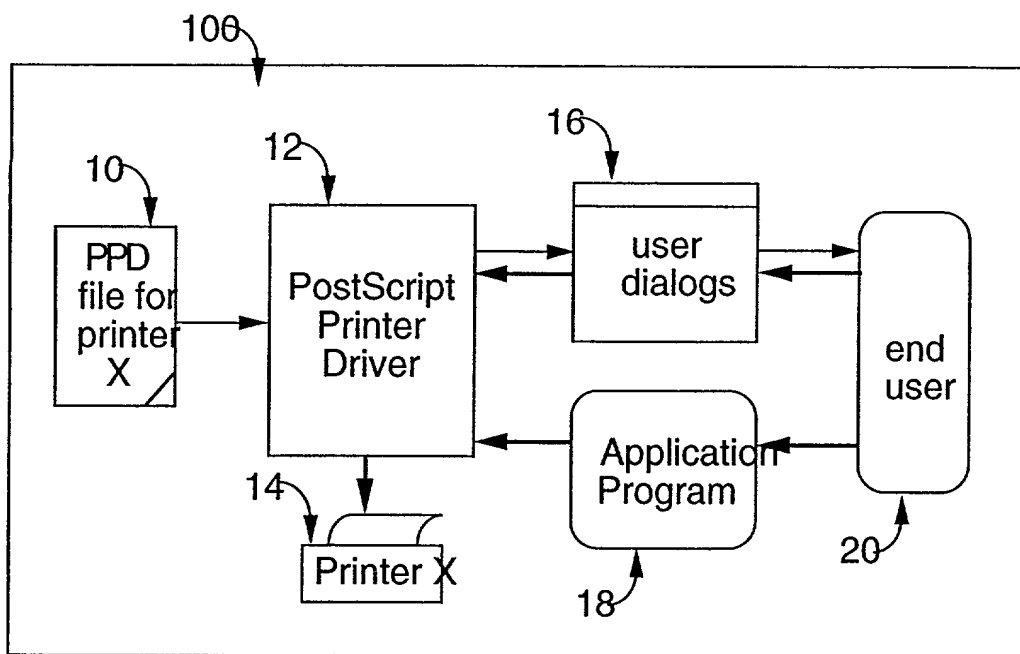 100
16
12
10
PPD
file for
printer
X
PostScript
Printer
Driver
user
dialogs
end
user
Application
Program
14
Printer X
18
20